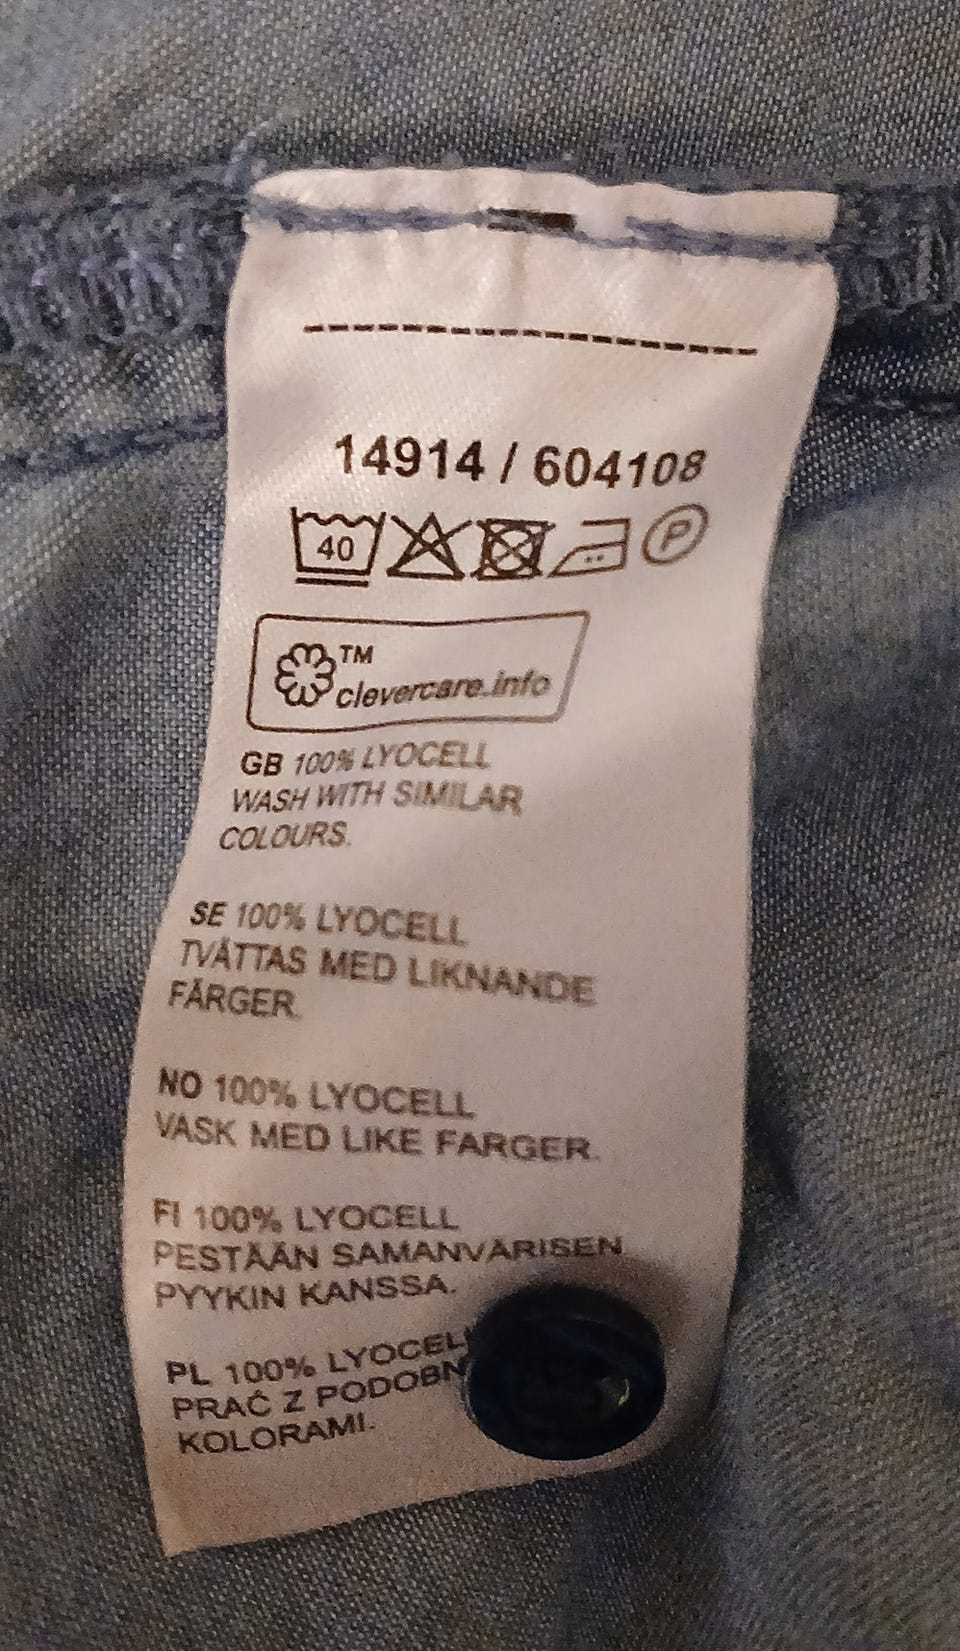 14914 / 604108
40
P
TM
clevercare.info
GB 100% LYOCELL
WASH WITH SIMILAR
COLOURS.
SE 100% LYOCELL
TVÄTTAS MED LIKNANDE
FÄRGER.
NO 100% LYOCELL
VASK MED LIKE FARGER.
FI 100% LYOCELL
PESTÄÄN SAMANVÄRISEN
PYYKIN KANSSA.
PL 100%
PRAĆ Z
KOLORAMI.